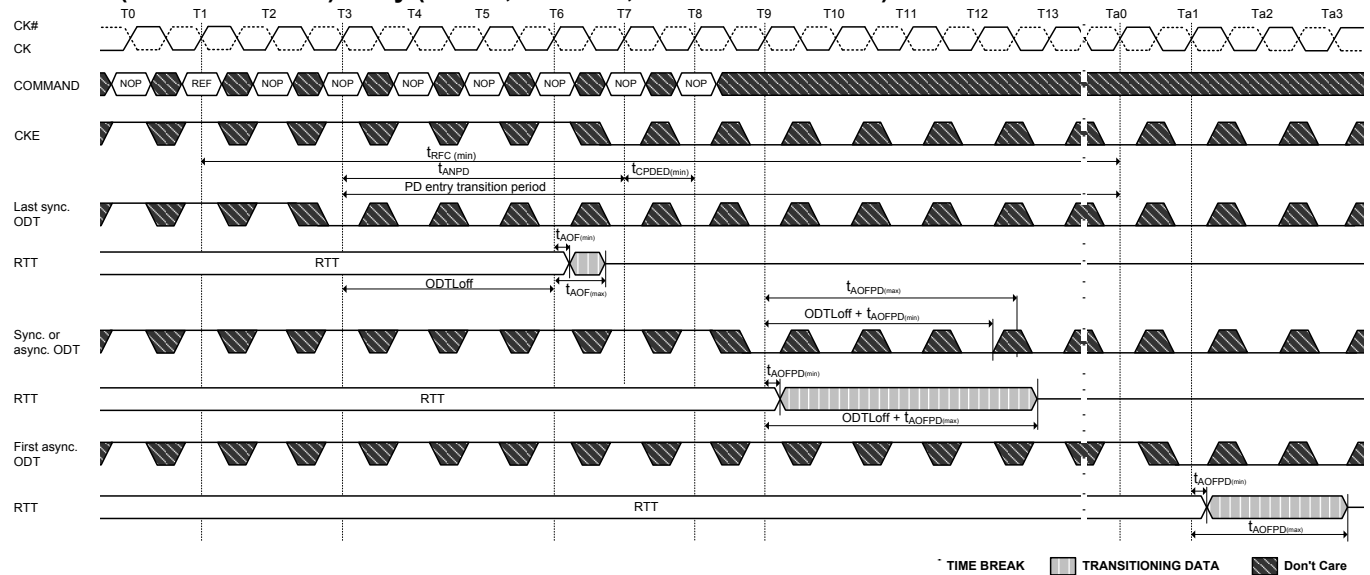 T0 T1 T2 T3 T4 T5 T6 T7 T8 T9 T10 T11 T12 T13 Ta0 Ta1 Ta2 Ta3
CK#
CK
COMMAND NOP REF NOP NOP NOP NOP NOP NOP NOP
CKE
tRFC (min)
tANPD tCPDED(min)
PD entry transition period
Last sync.
ODT
tAOF(min)
RTT RTT
ODTLoff tAOF(max)
tAOFPD(max)
ODTLoff + tAOFPD(min)
Sync. or
async. ODT
tAOFPD(min)
RTT RTT
ODTLoff + tAOFPD(max)
First async.
ODT
tAOFPD(min)
RTT RTT
tAOFPD(max)
TIME BREAK TRANSITIONING DATA Don't Care